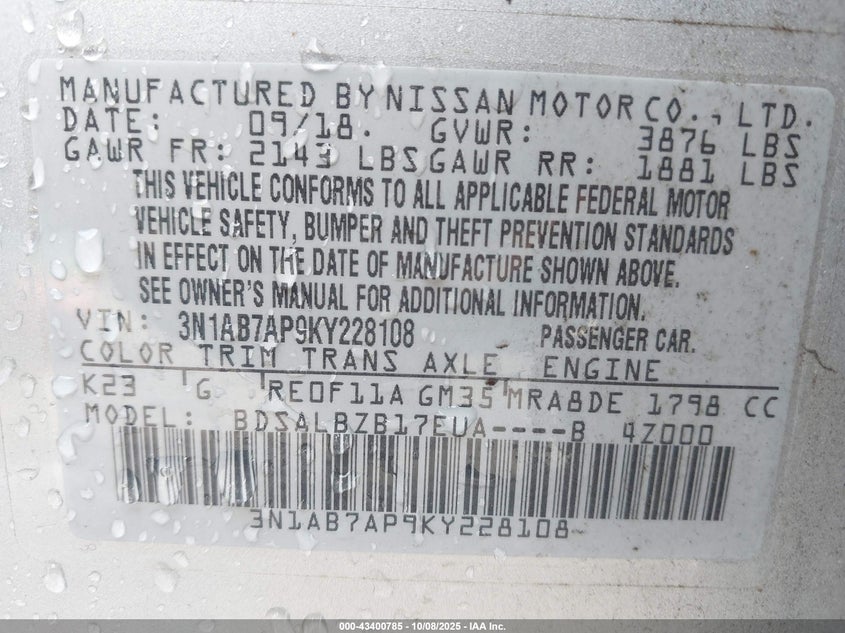 MANUFACTURED BY NISSAN MOTOR CO., LTD.
DATE: 09/18. GVWR: 3876 LBS
GAWR FR: 2143 LBS GAWR RR: 1881 LBS
THIS VEHICLE CONFORMS TO ALL APPLICABLE FEDERAL MOTOR
VEHICLE SAFETY, BUMPER AND THEFT PREVENTION STANDARDS
IN EFFECT ON THE DATE OF MANUFACTURE SHOWN ABOVE.
SEE OWNER'S MANUAL FOR ADDITIONAL INFORMATION.
VIN: 3N1AB7AP9KY228108 PASSENGER CAR.
COLOR TRIM TRANS AXLE ENGINE
K23 G RE0F11A GM35 MRA8DE 1798 CC
MODEL: BDSALBZB17EUA----B 4Z000
3N1AB7AP9KY228108
000-43400785 - 10/08/2025 - IAA Inc.